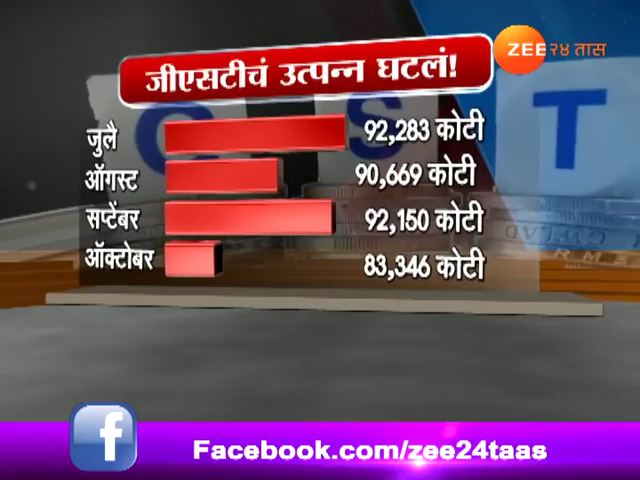 ZEE २४ तास
जीएसटीचं उत्पन्न घटलं!
G S T
जुलै 92,283 कोटी
ऑगस्ट 90,669 कोटी
सप्टेंबर 92,150 कोटी
ऑक्टोबर 83,346 कोटी
f
Facebook.com/zee24taas